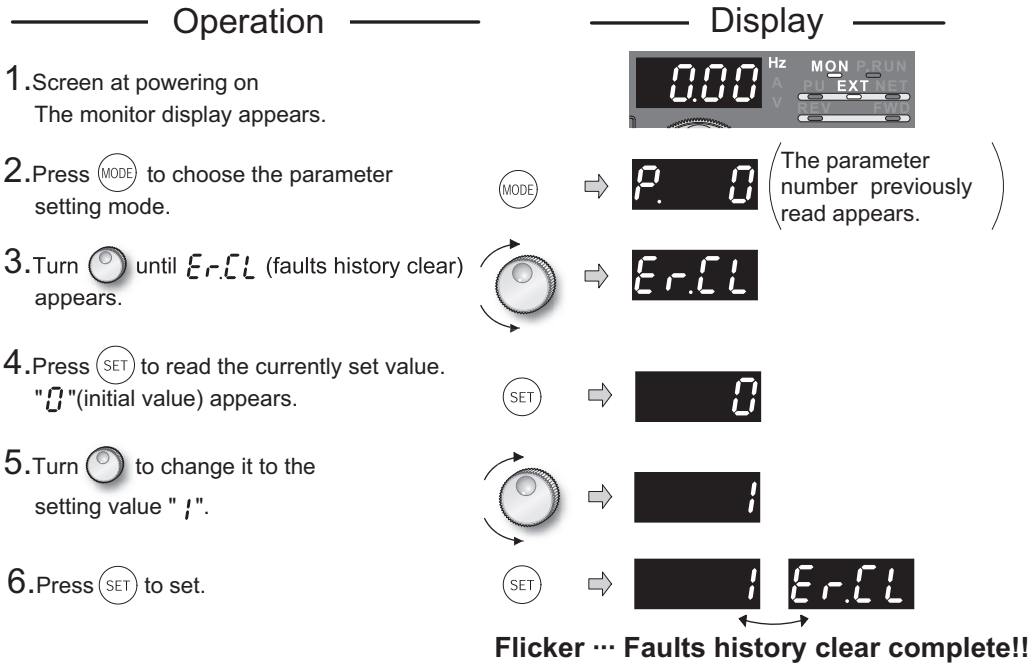 Operation
Display
1.Screen at powering on
The monitor display appears.
0.00 Hz MON P.RUN
A PU EXT NET
V REV FWD
2.Press MODE to choose the parameter
setting mode.
MODE
P. 0
The parameter
number previously
read appears.
3.Turn until Er.CL (faults history clear)
appears.
Er.CL
4.Press SET to read the currently set value.
"0"(initial value) appears.
SET
0
5.Turn to change it to the
setting value "1".
1
6.Press SET to set.
SET
1 Er.CL
Flicker ··· Faults history clear complete!!